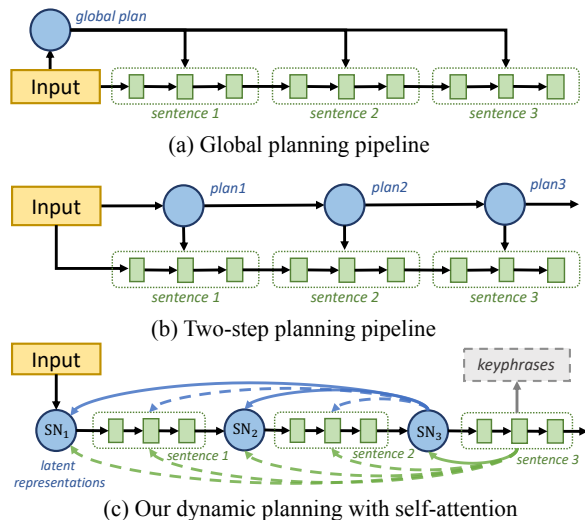 global plan
Input
sentence 1
sentence 2
sentence 3
(a) Global planning pipeline
Input
plan1
plan2
plan3
sentence 1
sentence 2
sentence 3
(b) Two-step planning pipeline
Input
keyphrases
SN1
SN2
SN3
sentence 1
sentence 2
sentence 3
latent
representations
(c) Our dynamic planning with self-attention